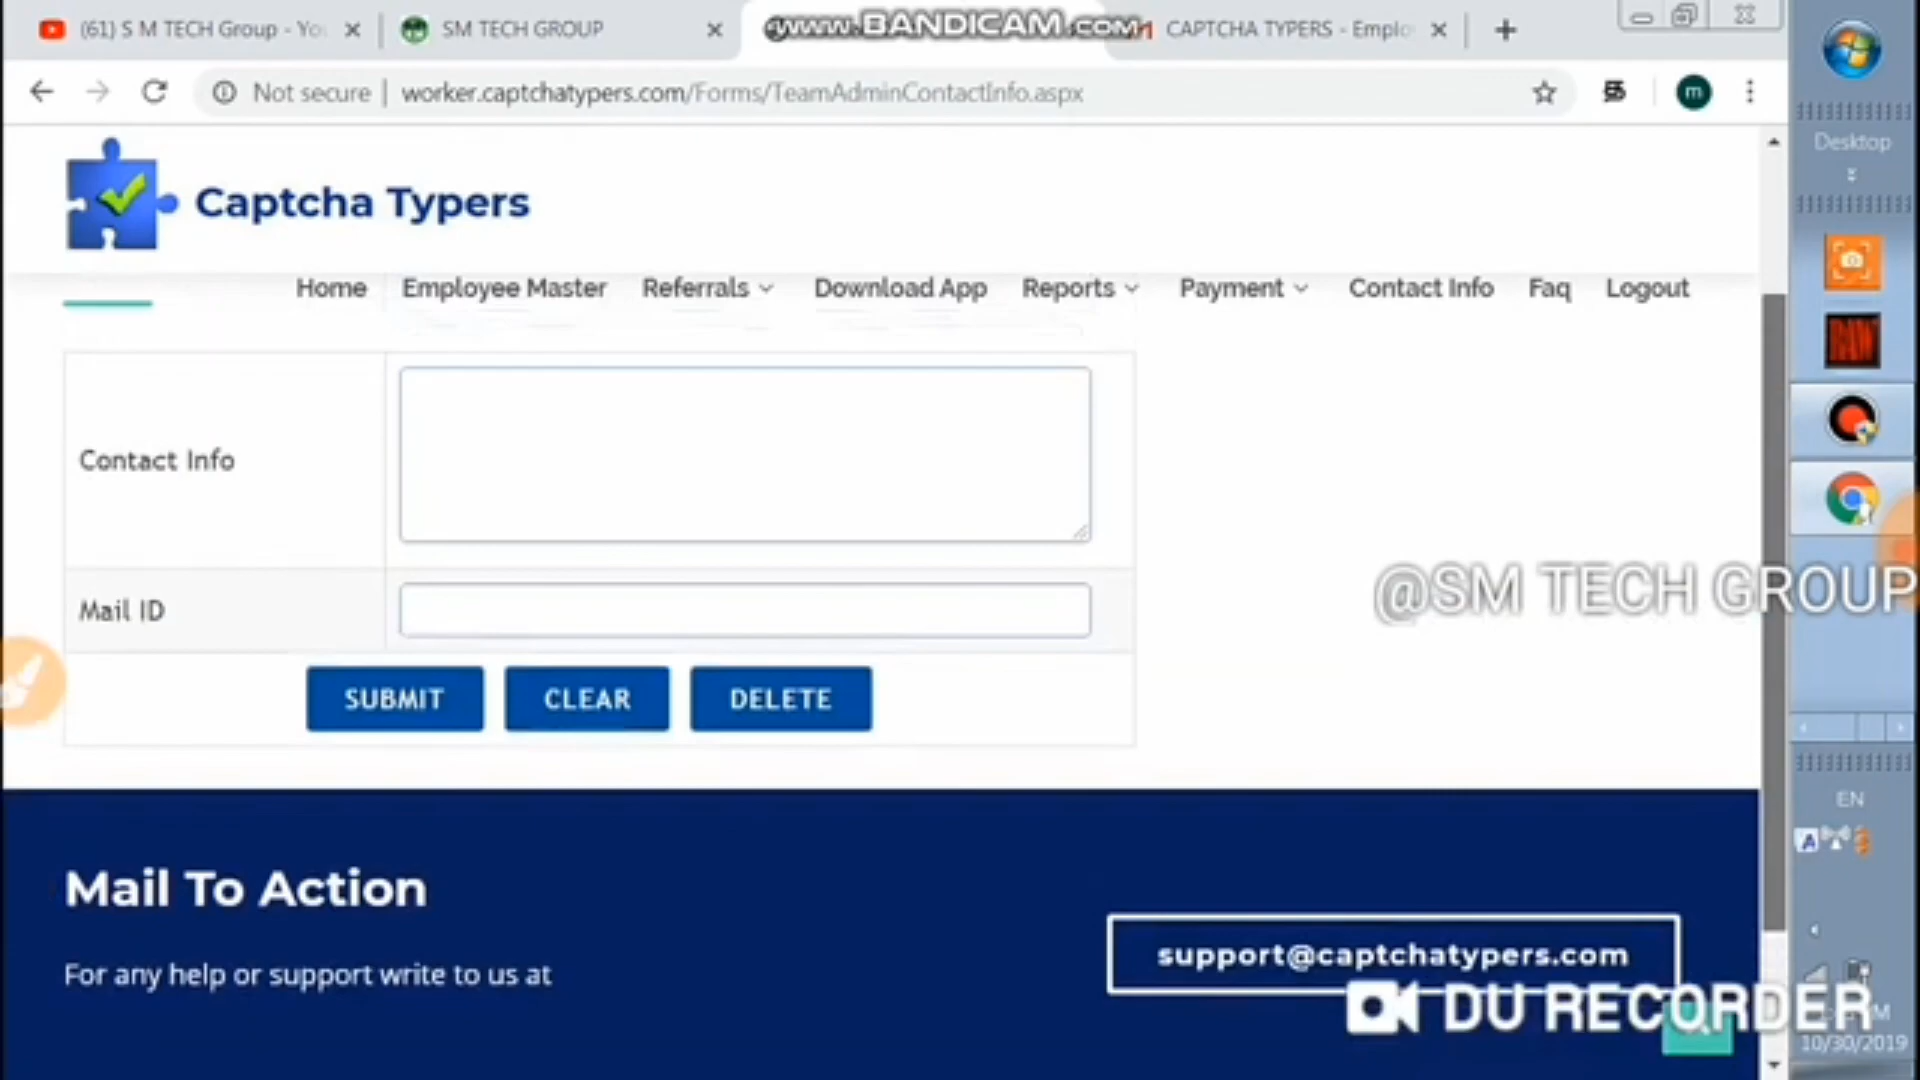 (61) S M TECH Group - You
SM TECH GROUP
www.BANDICAM.com
CAPTCHA TYPERS - Emplo
Not secure | worker.captchatypers.com/Forms/TeamAdminContactInfo.aspx
m
Desktop
Captcha Typers
Home Employee Master Referrals Download App Reports Payment Contact Info Faq Logout
RAW
Contact Info
@SM TECH GROUP
Mail ID
SUBMIT CLEAR DELETE
EN
A
Mail To Action
For any help or support write to us at
support@captchatypers.com
DU RECORDER
10/30/2019